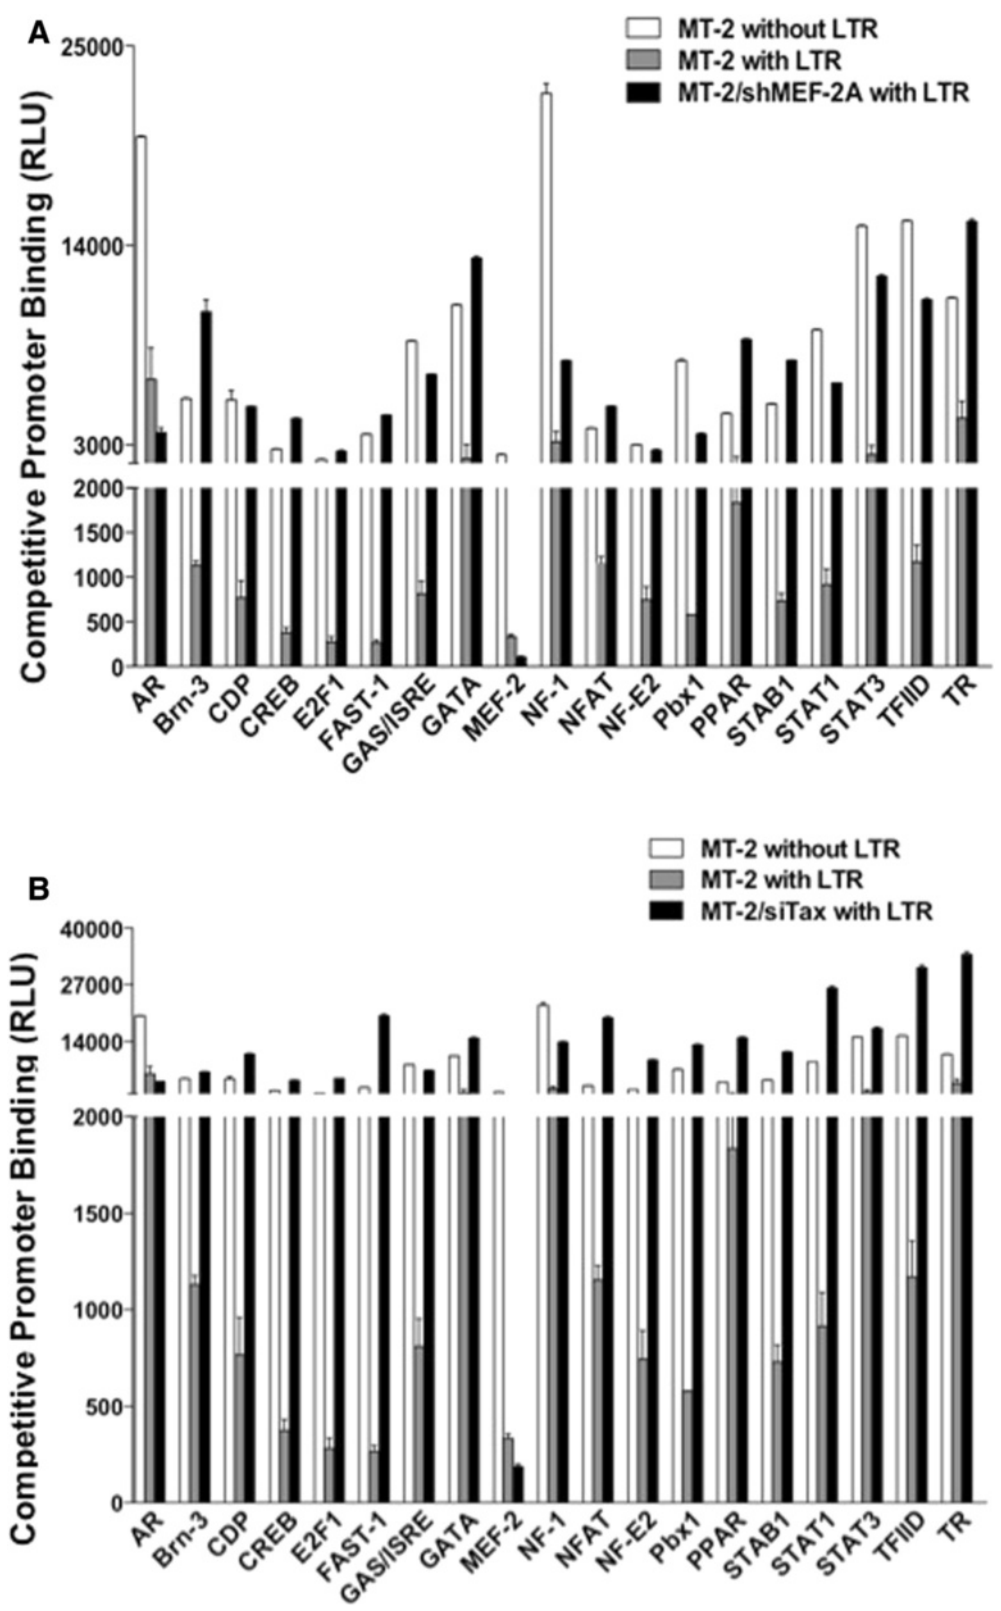 A
MT-2 without LTR
MT-2 with LTR
MT-2/shMEF-2A with LTR
Competitive Promoter Binding (RLU)
25000
14000
3000
2000
1500
1000
500
0
AR
Brn-3
CDP
CREB
E2F1
FAST-1
GAS/ISRE
GATA
MEF-2
NF-1
NFAT
NF-E2
Pbx1
PPAR
STAB1
STAT1
STAT3
TFIID
TR
B
MT-2 without LTR
MT-2 with LTR
MT-2/siTax with LTR
Competitive Promoter Binding (RLU)
40000
27000
14000
2000
1500
1000
500
0
AR
Brn-3
CDP
CREB
E2F1
FAST-1
GAS/ISRE
GATA
MEF-2
NF-1
NFAT
NF-E2
Pbx1
PPAR
STAB1
STAT1
STAT3
TFIID
TR